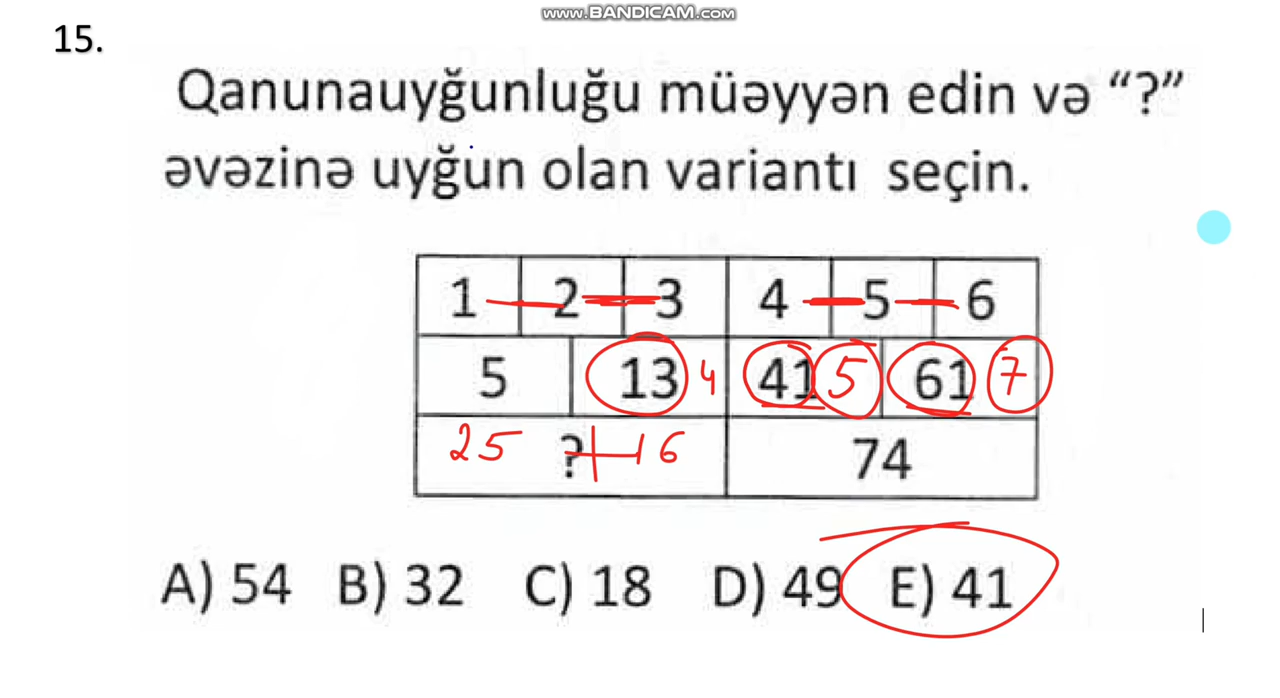 www.BANDICAM.com
15.
Qanunauyğunluğu müəyyən edin və “?”
əvəzinə uyğun olan variantı seçin.
1 2 3 4 5 6
5 13 4 41 5 61 7
25 ? + 16 74
A) 54 B) 32 C) 18 D) 49 E) 41